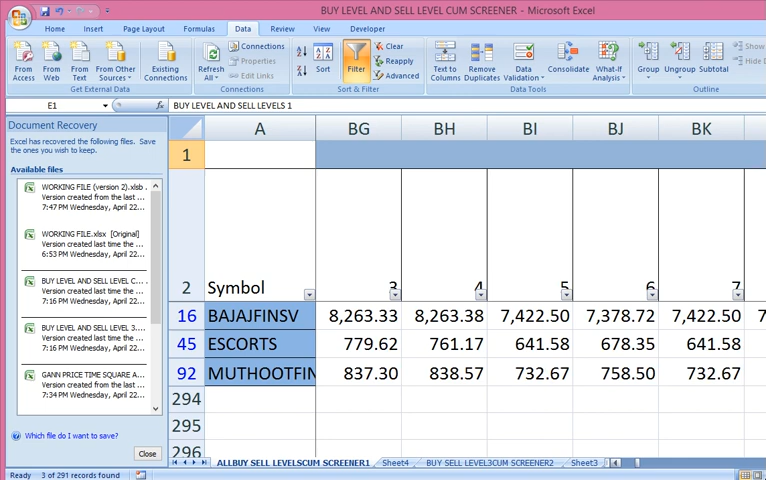 BUY LEVEL AND SELL LEVEL CUM SCREENER - Microsoft Excel
Home Insert Page Layout Formulas Data Review View Developer
From Access From Web From Text From Other Sources Existing Connections
Get External Data
Refresh All Connections Properties Edit Links
Connections
Sort Filter Clear Reapply Advanced
Sort & Filter
Text to Columns Remove Duplicates Data Validation Consolidate What-If Analysis
Data Tools
Group Ungroup Subtotal Show Hide D
Outline
E1 fx BUY LEVEL AND SELL LEVELS 1
Document Recovery
Excel has recovered the following files. Save
the ones you wish to keep.
Available files
WORKING FILE (version 2).xlsb ..
Version created from the last ...
7:47 PM Wednesday, April 22...
WORKING FILE.xlsx [Original]
Version created last time the ...
6:53 PM Wednesday, April 22...
BUY LEVEL AND SELL LEVEL C...
Version created last time the ...
7:16 PM Wednesday, April 22...
BUY LEVEL AND SELL LEVEL 3...
Version created last time the ...
7:16 PM Wednesday, April 22...
GANN PRICE TIME SQUARE A...
Version created from the last ...
7:34 PM Wednesday, April 22...
Which file do I want to save?
Close
A BG BH BI BJ BK
1
2 Symbol 3 4 5 6 7
16 BAJAJFINSV 8,263.33 8,263.38 7,422.50 7,378.72 7,422.50 7
45 ESCORTS 779.62 761.17 641.58 678.35 641.58
92 MUTHOOTFIN 837.30 838.57 732.67 758.50 732.67
294
295
296
ALLBUY SELL LEVELSCUM SCREENER1 Sheet4 BUY SELL LEVEL3CUM SCREENER2 Sheet3
Ready 3 of 291 records found